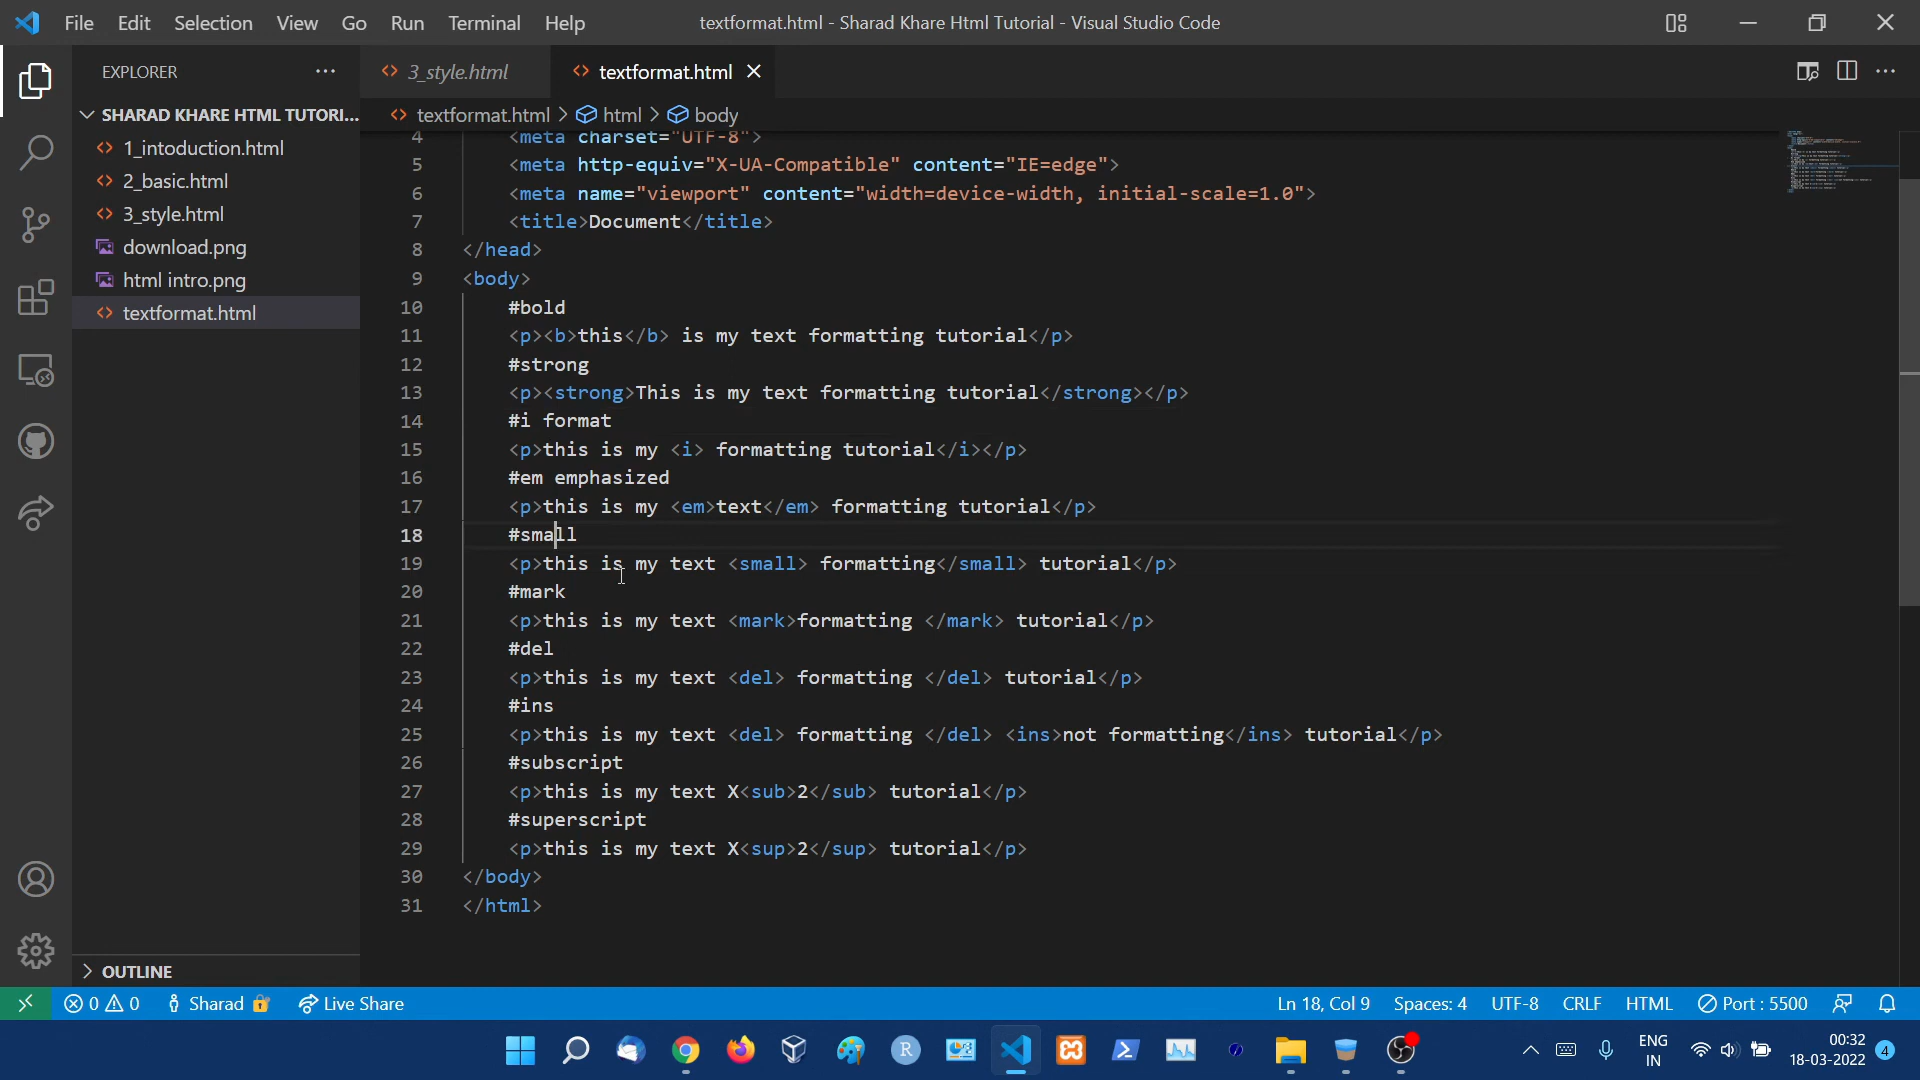 File Edit Selection View Go Run Terminal Help
textformat.html - Sharad Khare Html Tutorial - Visual Studio Code
EXPLORER
SHARAD KHARE HTML TUTORI...
1_intoduction.html
2_basic.html
3_style.html
download.png
html intro.png
textformat.html
OUTLINE
3_style.html
textformat.html
textformat.html > html > body
4 <meta charset="UTF-8">
5 <meta http-equiv="X-UA-Compatible" content="IE=edge">
6 <meta name="viewport" content="width=device-width, initial-scale=1.0">
7 <title>Document</title>
8 </head>
9 <body>
10 #bold
11 <p><b>this</b> is my text formatting tutorial</p>
12 #strong
13 <p><strong>This is my text formatting tutorial</strong></p>
14 #i format
15 <p>this is my <i> formatting tutorial</i></p>
16 #em emphasized
17 <p>this is my <em>text</em> formatting tutorial</p>
18 #small
19 <p>this is my text <small> formatting</small> tutorial</p>
20 #mark
21 <p>this is my text <mark>formatting </mark> tutorial</p>
22 #del
23 <p>this is my text <del> formatting </del> tutorial</p>
24 #ins
25 <p>this is my text <del> formatting </del> <ins>not formatting</ins> tutorial</p>
26 #subscript
27 <p>this is my text X<sub>2</sub> tutorial</p>
28 #superscript
29 <p>this is my text X<sup>2</sup> tutorial</p>
30 </body>
31 </html>
0 0 Sharad Live Share
Ln 18, Col 9 Spaces: 4 UTF-8 CRLF HTML Port : 5500
R
ENG
IN
00:32
18-03-2022
4